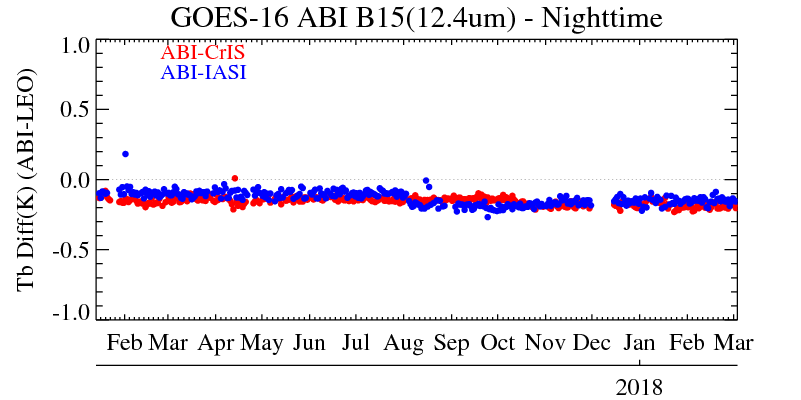 GOES-16 ABI B15(12.4um) - Nighttime
ABI-CrIS
ABI-IASI
Tb Diff(K) (ABI-LEO)
1.0
0.5
0.0
-0.5
-1.0
Feb Mar Apr May Jun Jul Aug Sep Oct Nov Dec Jan Feb Mar
2018